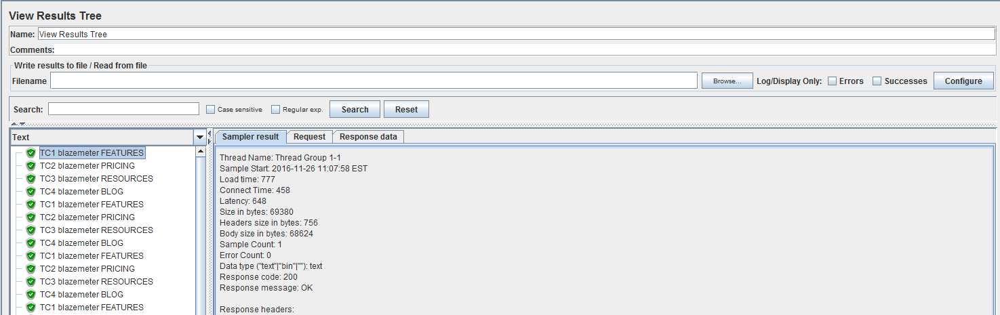 View Results Tree
Name: View Results Tree
Comments:
Write results to file / Read from file
Filename Browse... Log/Display Only: Errors Successes Configure
Search: Case sensitive Regular exp. Search Reset
Text
TC1 blazemeter FEATURES
TC2 blazemeter PRICING
TC3 blazemeter RESOURCES
TC4 blazemeter BLOG
TC1 blazemeter FEATURES
TC2 blazemeter PRICING
TC3 blazemeter RESOURCES
TC4 blazemeter BLOG
TC1 blazemeter FEATURES
TC2 blazemeter PRICING
TC3 blazemeter RESOURCES
TC4 blazemeter BLOG
TC1 blazemeter FEATURES
Sampler result Request Response data
Thread Name: Thread Group 1-1
Sample Start: 2016-11-26 11:07:58 EST
Load time: 777
Connect Time: 458
Latency: 648
Size in bytes: 69380
Headers size in bytes: 756
Body size in bytes: 68624
Sample Count: 1
Error Count: 0
Data type ("text"|"bin"|""): text
Response code: 200
Response message: OK
Response headers: